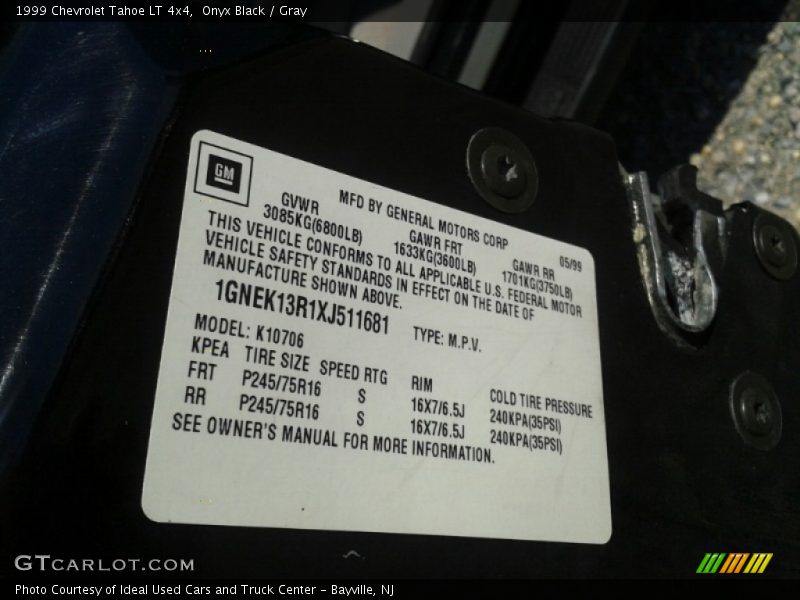 1999 Chevrolet Tahoe LT 4x4,  Onyx Black / Gray
GM
MFD BY GENERAL MOTORS CORP
GVWR GAWR FRT GAWR RR 05/99
3085KG(6800LB) 1633KG(3600LB) 1701KG(3750LB)
THIS VEHICLE CONFORMS TO ALL APPLICABLE U.S. FEDERAL MOTOR
VEHICLE SAFETY STANDARDS IN EFFECT ON THE DATE OF
MANUFACTURE SHOWN ABOVE.
1GNEK13R1XJ511681 TYPE: M.P.V.
MODEL: K10706
KPEA TIRE SIZE SPEED RTG RIM COLD TIRE PRESSURE
FRT P245/75R16 S 16X7/6.5J 240KPA(35PSI)
RR P245/75R16 S 16X7/6.5J 240KPA(35PSI)
SEE OWNER'S MANUAL FOR MORE INFORMATION.
GTCARLOT.COM
Photo Courtesy of Ideal Used Cars and Truck Center – Bayville, NJ